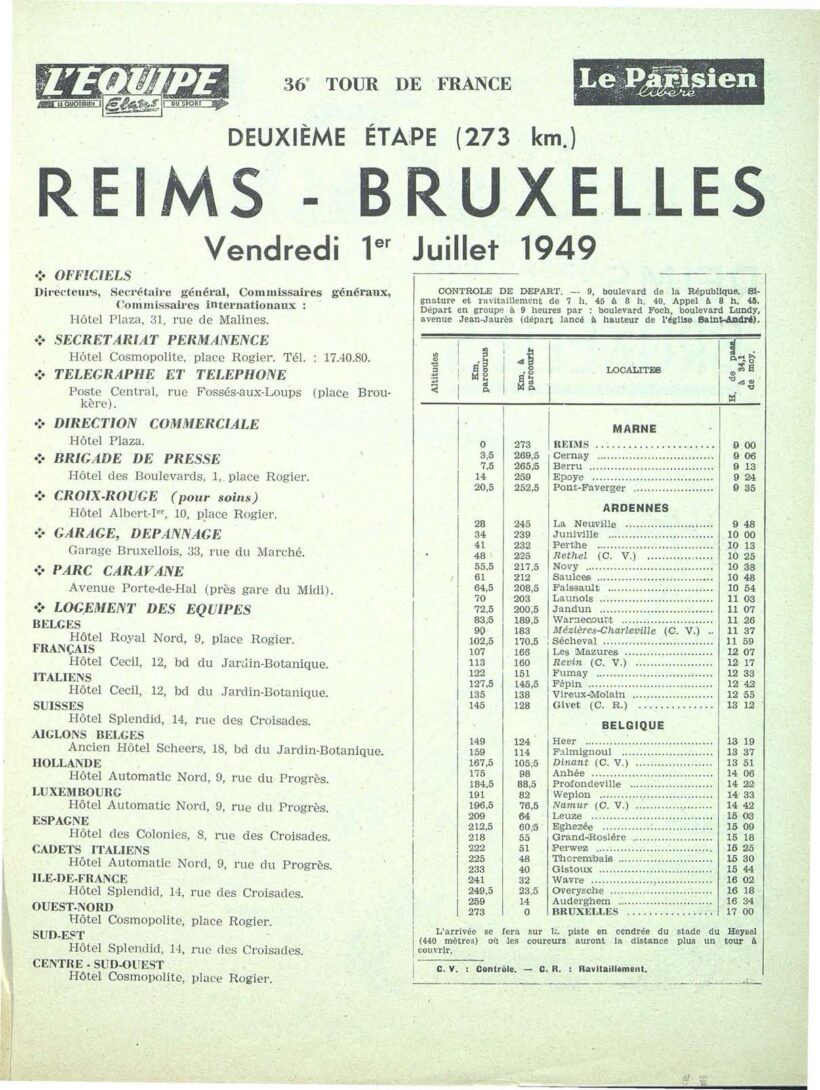 L'ÉQUIPE
LE QUOTIDIEN Elans DU SPORT
36e TOUR DE FRANCE
Le Parisien
libéré
DEUXIÈME ÉTAPE (273 km.)
REIMS - BRUXELLES
Vendredi 1er Juillet 1949
❖ OFFICIELS
Directeurs, Secrétaire général, Commissaires généraux,
Commissaires internationaux :
Hôtel Plaza, 31, rue de Malines.
❖ SECRETARIAT PERMANENCE
Hôtel Cosmopolite, place Rogier. Tél. : 17.40.80.
❖ TELEGRAPHE ET TELEPHONE
Poste Central, rue Fossés-aux-Loups (place Brou-
kère).
❖ DIRECTION COMMERCIALE
Hôtel Plaza.
❖ BRIGADE DE PRESSE
Hôtel des Boulevards, 1, place Rogier.
❖ CROIX-ROUGE (pour soins)
Hôtel Albert-Ier, 10, place Rogier.
❖ GARAGE, DEPANNAGE
Garage Bruxellois, 33, rue du Marché.
❖ PARC CARAVANE
Avenue Porte-de-Hal (près gare du Midi).
❖ LOGEMENT DES EQUIPES
BELGES
Hôtel Royal Nord, 9, place Rogier.
FRANÇAIS
Hôtel Cecil, 12, bd du Jardin-Botanique.
ITALIENS
Hôtel Cecil, 12, bd du Jardin-Botanique.
SUISSES
Hôtel Splendid, 14, rue des Croisades.
AIGLONS BELGES
Ancien Hôtel Scheers, 18, bd du Jardin-Botanique.
HOLLANDE
Hôtel Automatic Nord, 9, rue du Progrès.
LUXEMBOURG
Hôtel Automatic Nord, 9, rue du Progrès.
ESPAGNE
Hôtel des Colonies, 8, rue des Croisades.
CADETS ITALIENS
Hôtel Automatic Nord, 9, rue du Progrès.
ILE-DE-FRANCE
Hôtel Splendid, 14, rue des Croisades.
OUEST-NORD
Hôtel Cosmopolite, place Rogier.
SUD-EST
Hôtel Splendid, 14, rue des Croisades.
CENTRE - SUD-OUEST
Hôtel Cosmopolite, place Rogier.
CONTROLE DE DEPART. — 9, boulevard de la République. Si-
gnature et ravitaillement de 7 h. 45 à 8 h. 40. Appel à 8 h. 45.
Départ en groupe à 9 heures par : boulevard Foch, boulevard Lundy,
avenue Jean-Jaurès (départ lancé à hauteur de l'église Saint-André).
Altitudes Km. parcourus Km. à parcourir LOCALITES H. de pass. à 34,1 de moy.
MARNE
0 273 REIMS 9 00
3,5 269,5 Cernay 9 06
7,5 265,5 Berru 9 13
14 259 Epoye 9 24
20,5 252,5 Pont-Faverger 9 35
ARDENNES
28 245 La Neuville 9 48
34 239 Juniville 10 00
41 232 Perthe 10 13
48 225 Rethel (C. V.) 10 25
55,5 217,5 Novy 10 38
61 212 Saulces 10 48
64,5 208,5 Faissault 10 54
70 203 Launois 11 03
72,5 200,5 Jandun 11 07
83,5 189,5 Warnecourt 11 26
90 183 Mézières-Charleville (C. V.) 11 37
102,5 170,5 Sécheval 11 59
107 166 Les Mazures 12 07
113 160 Revin (C. V.) 12 17
122 151 Fumay 12 33
127,5 145,5 Fépin 12 42
135 138 Vireux-Molain 12 55
145 128 Givet (C. R.) 13 12
BELGIQUE
149 124 Heer 13 19
159 114 Falmignoul 13 37
167,5 105,5 Dinant (C. V.) 13 51
175 98 Anhée 14 06
184,5 88,5 Profondeville 14 22
191 82 Wepion 14 33
196,5 76,5 Namur (C. V.) 14 42
209 64 Leuze 15 03
212,5 60,5 Eghezée 15 09
218 55 Grand-Rosière 15 18
222 51 Perwez 15 25
225 48 Thorembais 15 30
233 40 Gistoux 15 44
241 32 Wavre 16 02
249,5 23,5 Overysche 16 18
259 14 Auderghem 16 34
273 0 BRUXELLES 17 00
L'arrivée se fera sur la piste en cendrée du stade du Heysel
(440 mètres) où les coureurs auront la distance plus un tour à
couvrir.
C. V. : Contrôle. — C. R. : Ravitaillement.